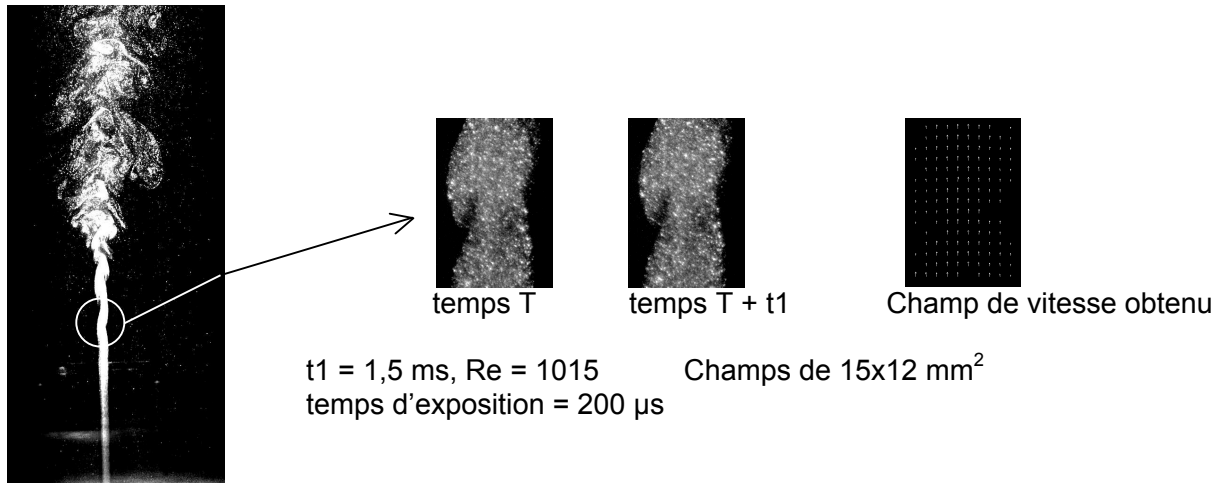 temps T
temps T + t1
Champ de vitesse obtenu
t1 = 1,5 ms, Re = 1015
Champs de 15x12 mm²
temps d'exposition = 200 µs